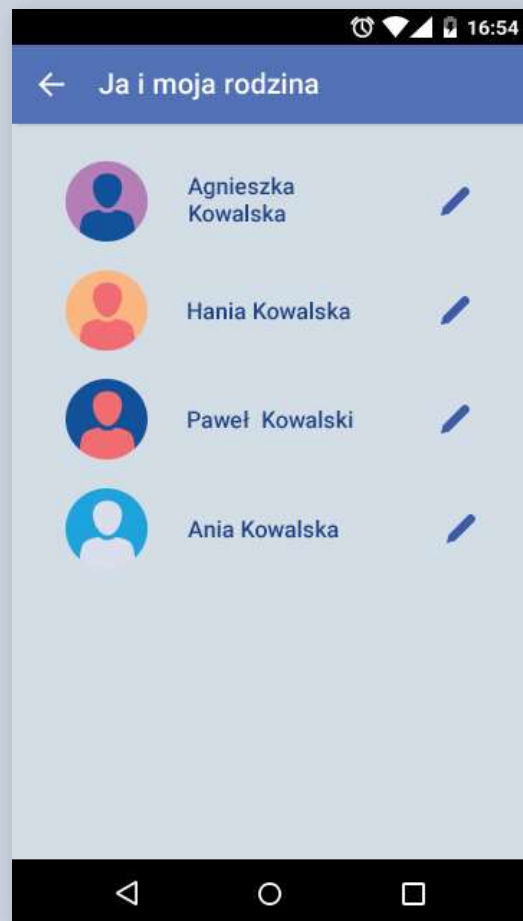 16:54
Ja i moja rodzina
Agnieszka
Kowalska
Hania Kowalska
Paweł Kowalski
Ania Kowalska